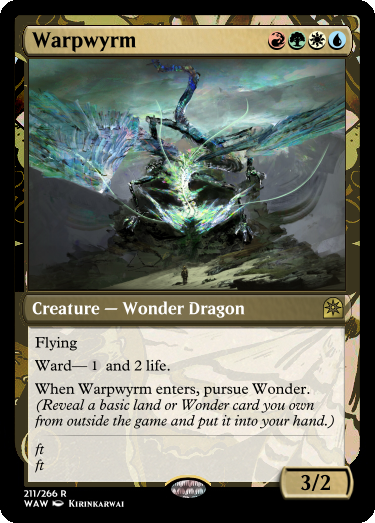 Warpwyrm
Creature — Wonder Dragon
Flying
Ward— 1 and 2 life.
When Warpwyrm enters, pursue Wonder.
(Reveal a basic land or Wonder card you own
from outside the game and put it into your hand.)
ft
ft
3/2
211/266 R
WAW KIRINKARWAI